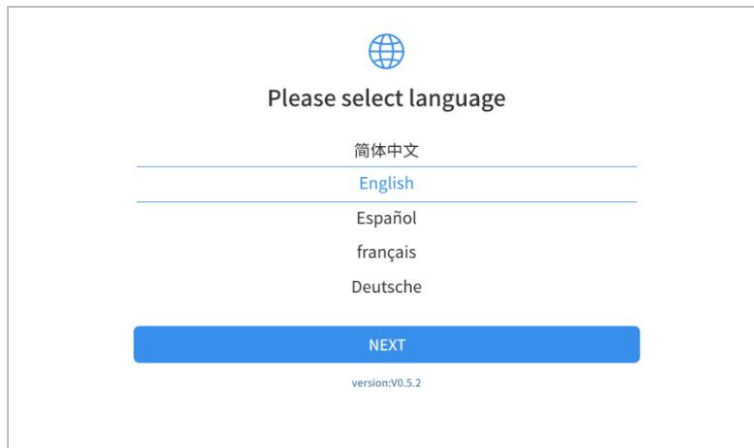 Please select language
简体中文
English
Español
français
Deutsche
NEXT
version:V0.5.2